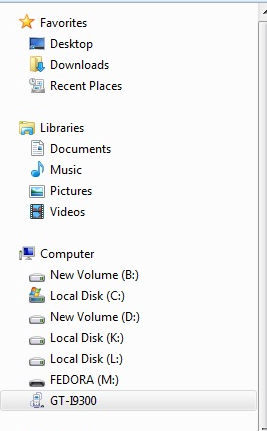 Favorites
Desktop
Downloads
Recent Places
Libraries
Documents
Music
Pictures
Videos
Computer
New Volume (B:)
Local Disk (C:)
New Volume (D:)
Local Disk (K:)
Local Disk (L:)
FEDORA (M:)
GT-I9300